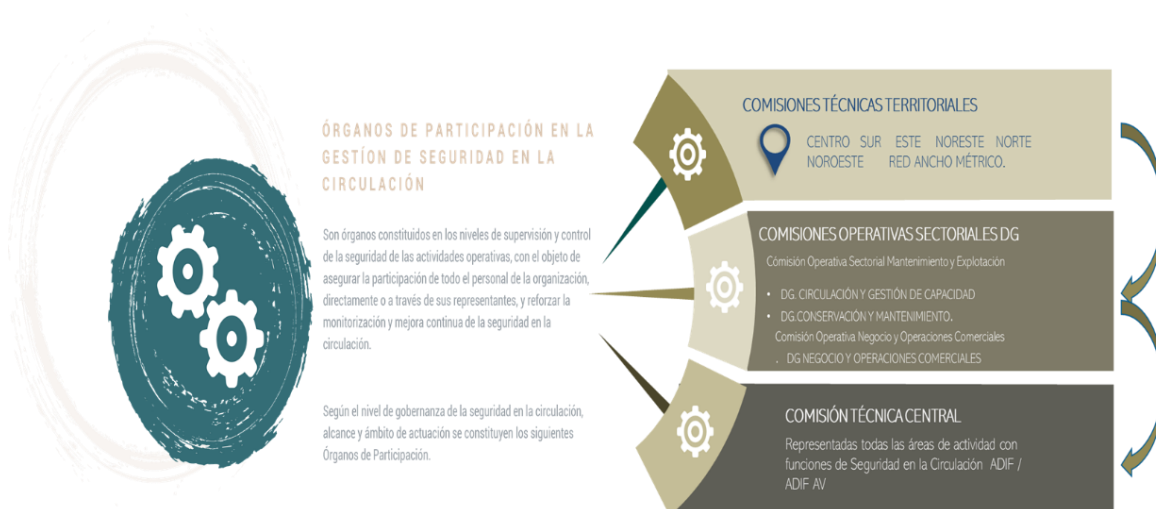 ÓRGANOS DE PARTICIPACIÓN EN LA
GESTÍON DE SEGURIDAD EN LA
CIRCULACIÓN
Son órganos constituidos en los niveles de supervisión y control
de la seguridad de las actividades operativas, con el objeto de
asegurar la participación de todo el personal de la organización,
directamente o a través de sus representantes, y reforzar la
monitorización y mejora continua de la seguridad en la
circulación.
Según el nivel de gobernanza de la seguridad en la circulación,
alcance y ámbito de actuación se constituyen los siguientes
Órganos de Participación.
COMISIONES TÉCNICAS TERRITORIALES
CENTRO SUR ESTE NORESTE NORTE
NOROESTE RED ANCHO MÉTRICO.
COMISIONES OPERATIVAS SECTORIALES DG
Cómisión Operativa Sectorial Mantenimiento y Explotación
• DG. CIRCULACIÓN Y GESTIÓN DE CAPACIDAD
• DG.CONSERVACIÓN Y MANTENIMIENTO.
Comisión Operativa Negocio y Operaciones Comerciales
. DG NEGOCIO Y OPERACIONES COMERCIALES
COMISIÓN TÉCNICA CENTRAL
Representadas todas las áreas de actividad con
funciones de Seguridad en la Circulación ADIF /
ADIF AV